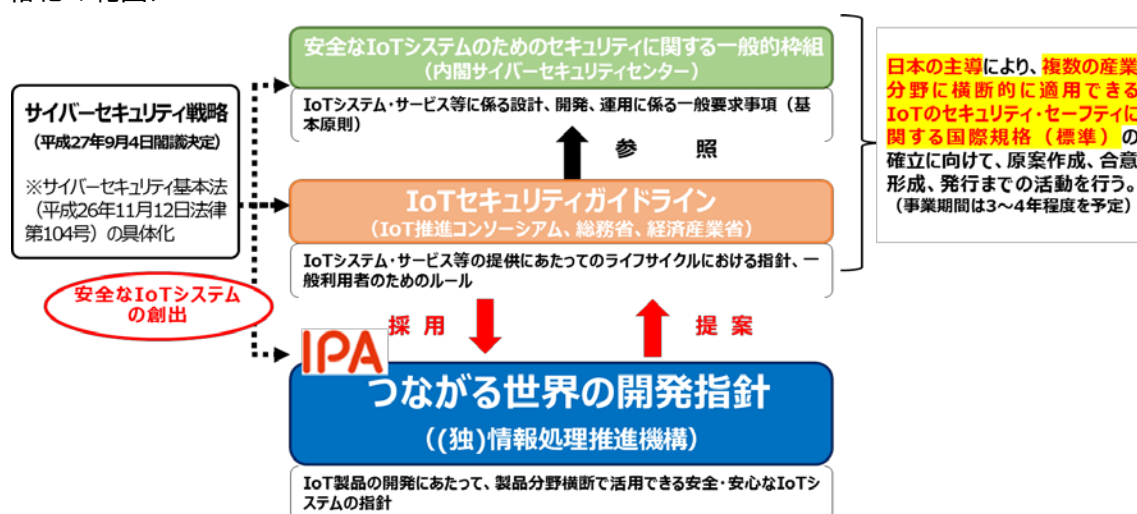 安全なIoTシステムのためのセキュリティに関する一般的枠組
（内閣サイバーセキュリティセンター）
IoTシステム・サービス等に係る設計、開発、運用に係る一般要求事項（基
本原則）
サイバーセキュリティ戦略
（平成27年9月4日閣議決定）
※サイバーセキュリティ基本法
（平成26年11月12日法律
第104号）の具体化
安全なIoTシステム
の創出
参 照
IoTセキュリティガイドライン
（IoT推進コンソーシアム、総務省、経済産業省）
IoTシステム・サービス等の提供にあたってのライフサイクルにおける指針、一
般利用者のためのルール
採 用
提 案
IPA
つながる世界の開発指針
（(独)情報処理推進機構）
IoT製品の開発にあたって、製品分野横断で活用できる安全・安心なIoTシ
ステムの指針
日本の主導により、複数の産業
分野に横断的に適用できる
IoTのセキュリティ・セーフティに
関する国際規格（標準）の
確立に向けて、原案作成、合意
形成、発行までの活動を行う。
（事業期間は3～4年程度を予定）